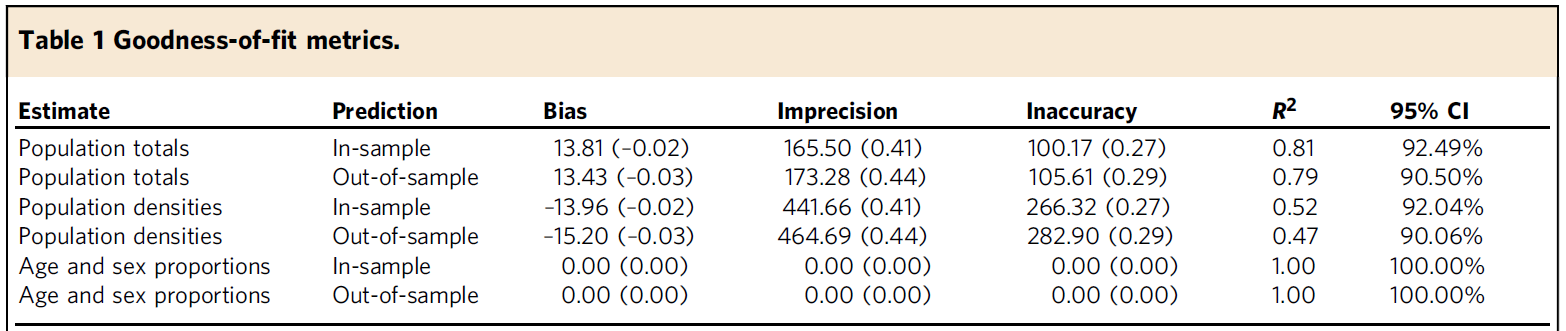 Table 1 Goodness-of-fit metrics.
Estimate Prediction Bias Imprecision Inaccuracy R² 95% CI
Population totals In-sample 13.81 (–0.02) 165.50 (0.41) 100.17 (0.27) 0.81 92.49%
Population totals Out-of-sample 13.43 (–0.03) 173.28 (0.44) 105.61 (0.29) 0.79 90.50%
Population densities In-sample –13.96 (–0.02) 441.66 (0.41) 266.32 (0.27) 0.52 92.04%
Population densities Out-of-sample –15.20 (–0.03) 464.69 (0.44) 282.90 (0.29) 0.47 90.06%
Age and sex proportions In-sample 0.00 (0.00) 0.00 (0.00) 0.00 (0.00) 1.00 100.00%
Age and sex proportions Out-of-sample 0.00 (0.00) 0.00 (0.00) 0.00 (0.00) 1.00 100.00%